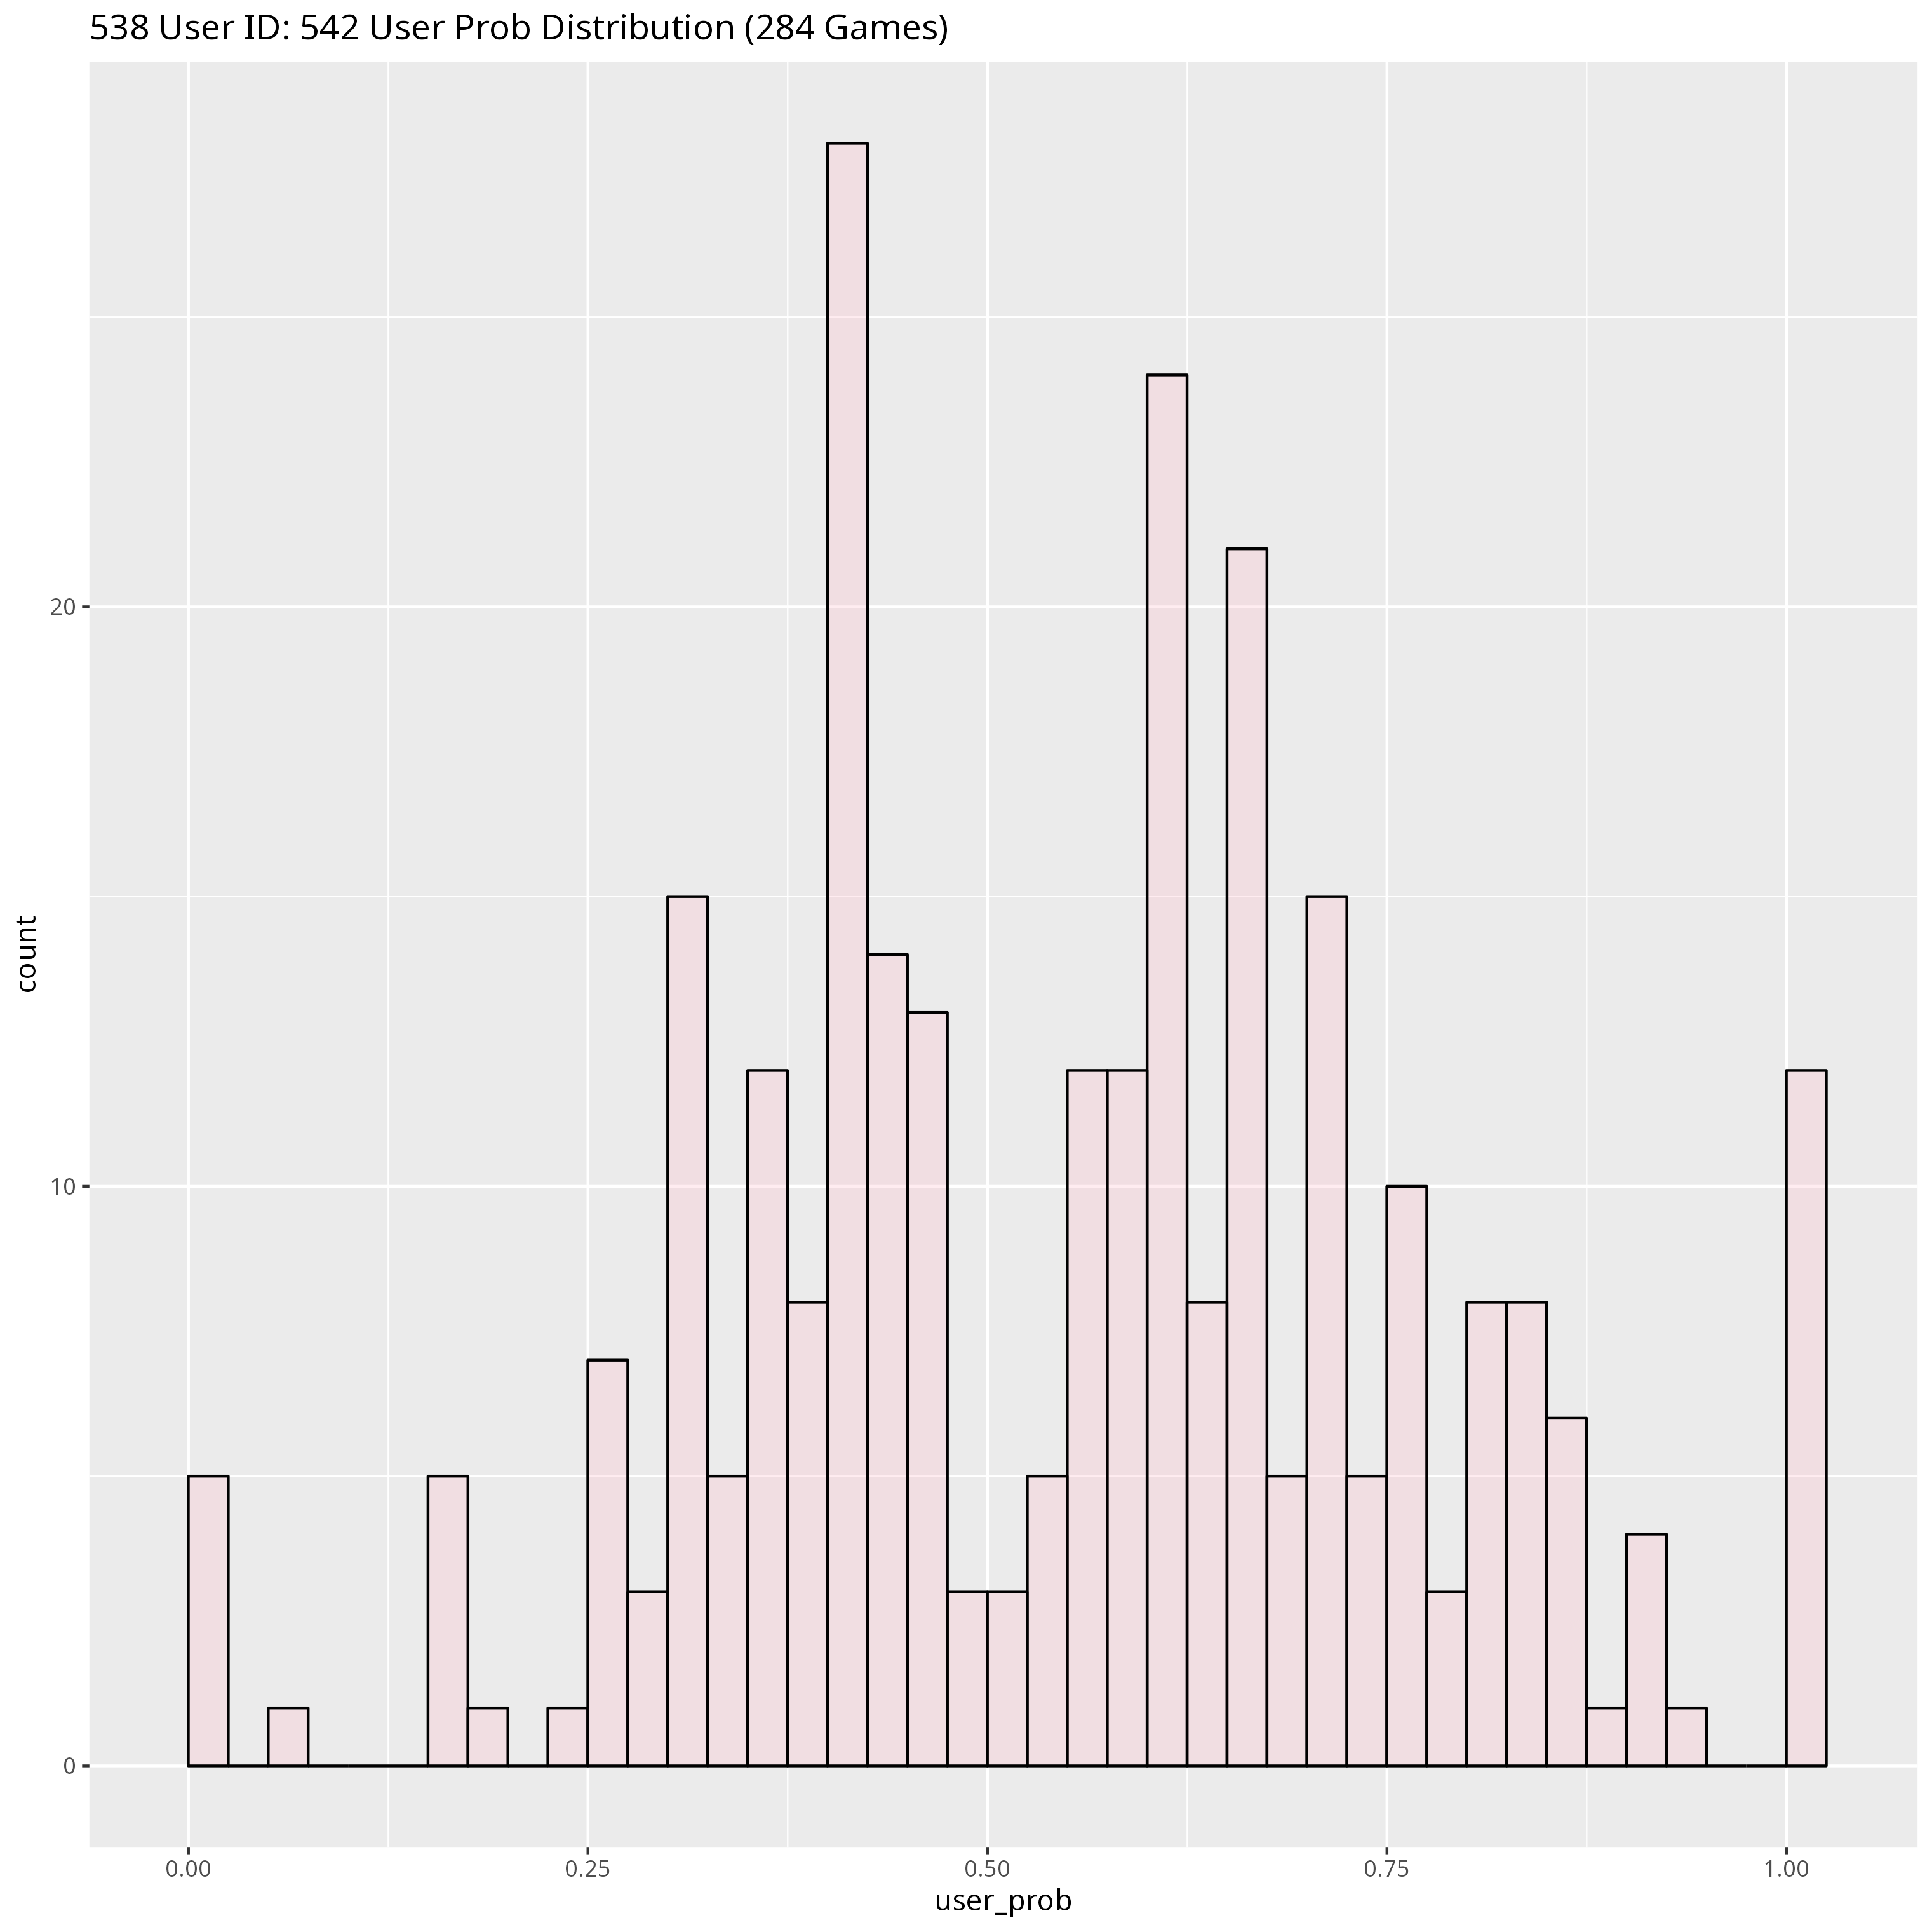 538 User ID: 542 User Prob Distribution (284 Games)
20
10
0
count
0.00 0.25 0.50 0.75 1.00
user_prob